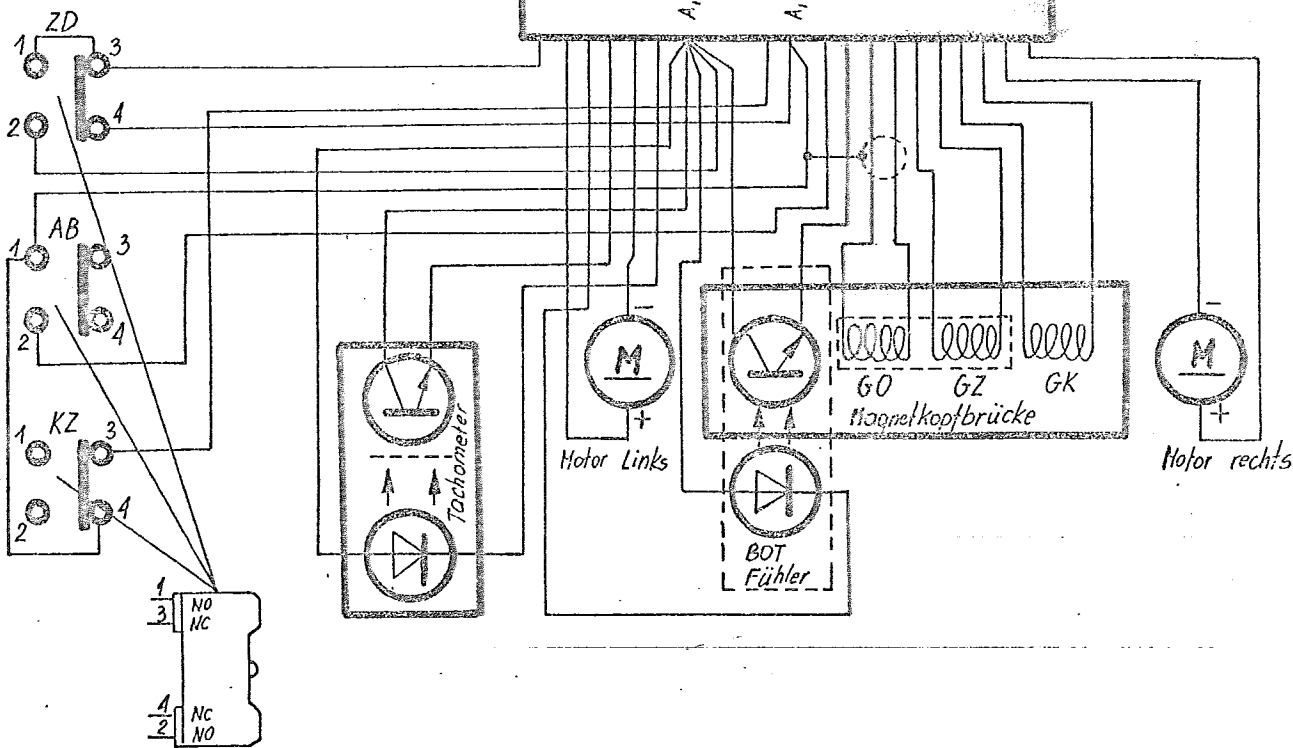 A,
A,
ZD
1
3
2
4
AB
1
3
2
4
KZ
1
3
2
4
Tachometer
-
M
+
Motor Links
BOT
Fühler
GO
GZ
GK
Magnetkopfbrücke
-
M
+
Motor rechts
1 NO
3 NC
4 NC
2 NO